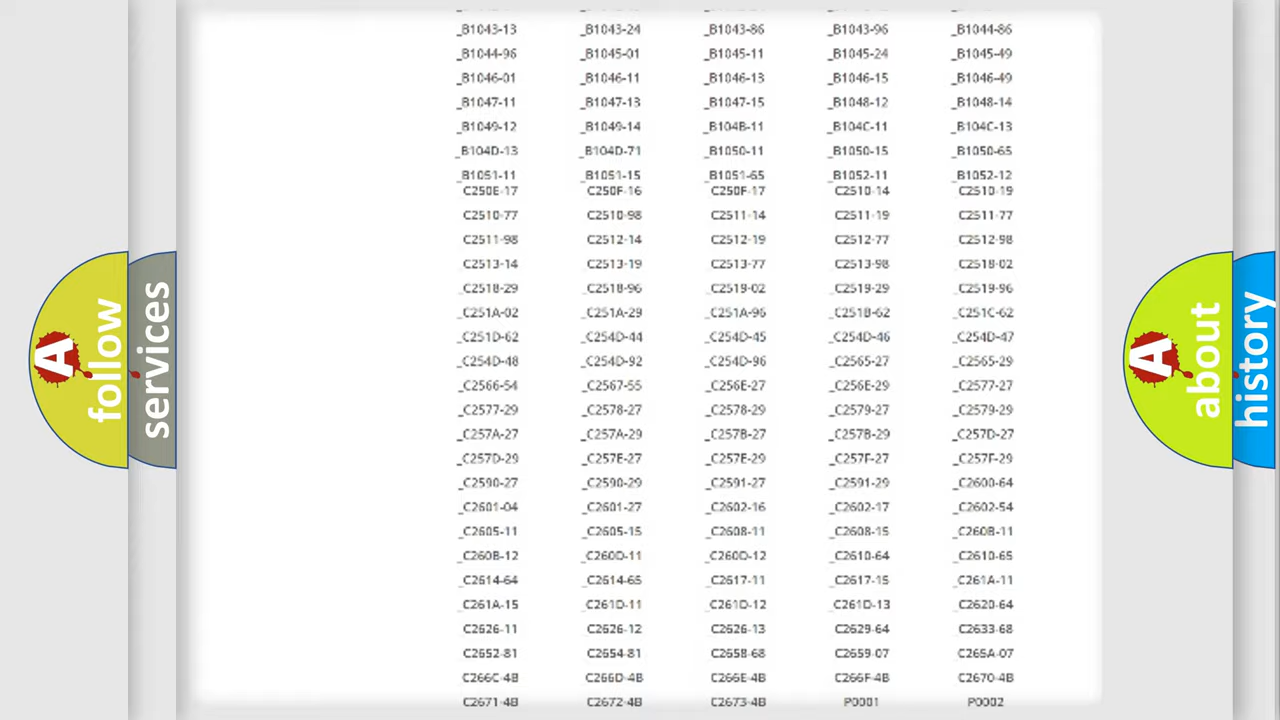 _B1043-13 _B1043-24 _B1043-86 _B1043-96 _B1044-86
_B1044-96 _B1045-01 _B1045-11 _B1045-24 _B1045-49
_B1046-01 _B1046-11 _B1046-13 _B1046-15 _B1046-49
_B1047-11 _B1047-13 _B1047-15 _B1048-12 _B1048-14
_B1049-12 _B1049-14 _B104B-11 _B104C-11 _B104C-13
_B104D-13 _B104D-71 _B1050-11 _B1050-15 _B1050-65
_B1051-11 _B1051-15 _B1051-65 _B1052-11 _B1052-12
C250E-17 C250F-16 C250F-17 C2510-14 C2510-19
C2510-77 C2510-98 C2511-14 C2511-19 C2511-77
C2511-98 C2512-14 C2512-19 C2512-77 C2512-98
C2513-14 C2513-19 C2513-77 C2513-98 C2518-02
_C2518-29 _C2518-96 _C2519-02 _C2519-29 _C2519-96
_C251A-02 _C251A-29 _C251A-96 _C251B-62 _C251C-62
_C251D-62 _C254D-44 _C254D-45 _C254D-46 _C254D-47
_C254D-48 _C254D-92 _C254D-96 _C2565-27 _C2565-29
_C2566-54 _C2567-55 _C256E-27 _C256E-29 _C2577-27
_C2577-29 _C2578-27 _C2578-29 _C2579-27 _C2579-29
_C257A-27 _C257A-29 _C257B-27 _C257B-29 _C257D-27
_C257D-29 _C257E-27 _C257E-29 _C257F-27 _C257F-29
_C2590-27 _C2590-29 _C2591-27 _C2591-29 _C2600-64
_C2601-04 _C2601-27 _C2602-16 _C2602-17 _C2602-54
_C2605-11 _C2605-15 _C2608-11 _C2608-15 _C260B-11
_C260B-12 _C260D-11 _C260D-12 _C2610-64 _C2610-65
_C2614-64 _C2614-65 _C2617-11 _C2617-15 _C261A-11
_C261A-15 _C261D-11 _C261D-12 _C261D-13 _C2620-64
C2626-11 C2626-12 C2626-13 C2629-64 C2633-68
C2652-81 C2654-81 C2658-68 C2659-07 C265A-07
C266C-4B C266D-4B C266E-4B C266F-4B C2670-4B
C2671-4B C2672-4B C2673-4B P0001 P0002
A follow
services
A about
history